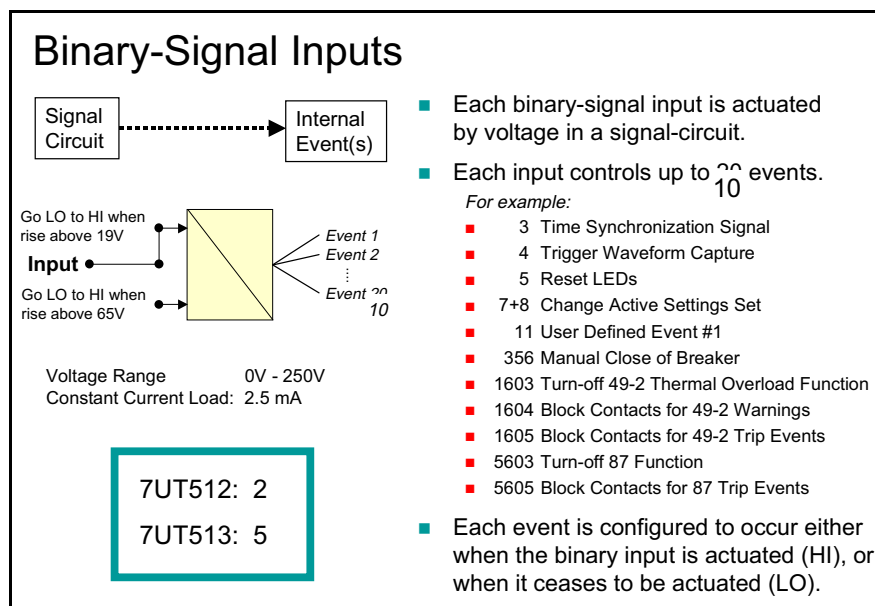 Binary-Signal Inputs
Signal
Circuit
Internal
Event(s)
Go LO to HI when
rise above 19V
Input
Go LO to HI when
rise above 65V
Event 1
Event 2
Event
10
Voltage Range 0V - 250V
Constant Current Load: 2.5 mA
7UT512: 2
7UT513: 5
Each binary-signal input is actuated
by voltage in a signal-circuit.
Each input controls up to 10 events.
For example:
3 Time Synchronization Signal
4 Trigger Waveform Capture
5 Reset LEDs
7+8 Change Active Settings Set
11 User Defined Event #1
356 Manual Close of Breaker
1603 Turn-off 49-2 Thermal Overload Function
1604 Block Contacts for 49-2 Warnings
1605 Block Contacts for 49-2 Trip Events
5603 Turn-off 87 Function
5605 Block Contacts for 87 Trip Events
Each event is configured to occur either
when the binary input is actuated (HI), or
when it ceases to be actuated (LO).